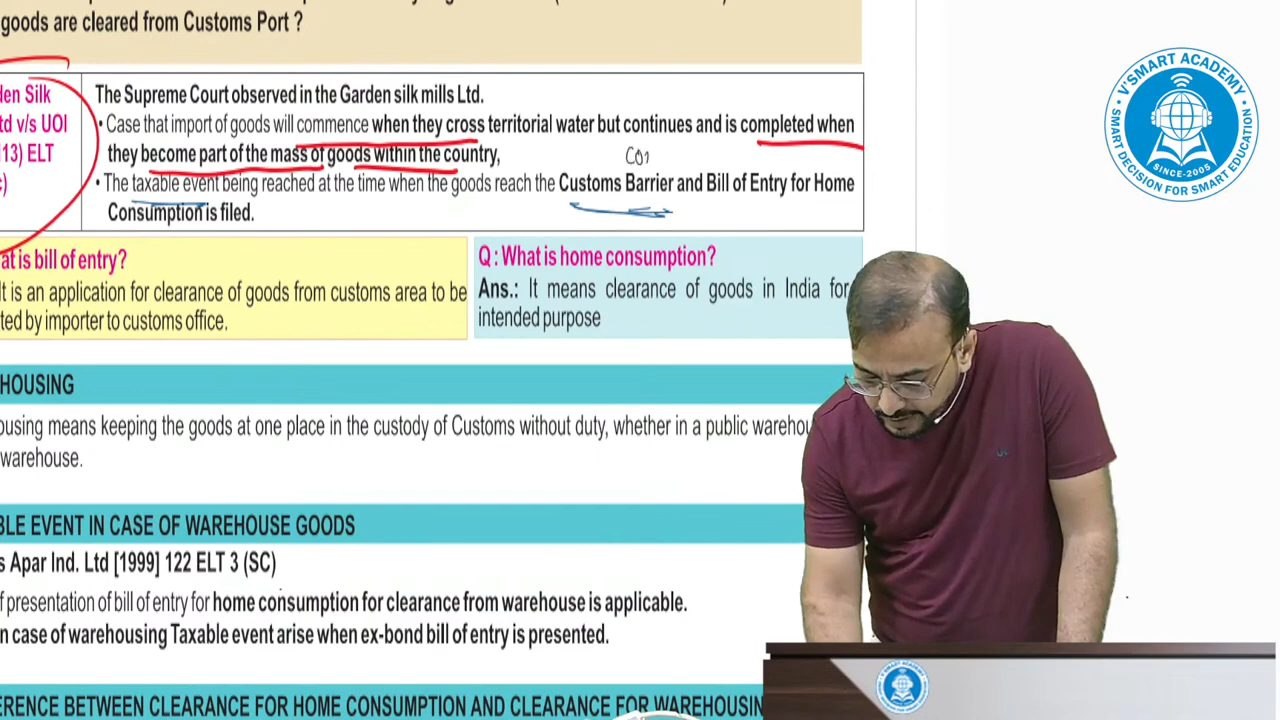 goods are cleared from Customs Port ?
den Silk
td v/s UOI
13) ELT
c)
The Supreme Court observed in the Garden silk mills Ltd.
• Case that import of goods will commence when they cross territorial water but continues and is completed when
they become part of the mass of goods within the country,
• The taxable event being reached at the time when the goods reach the Customs Barrier and Bill of Entry for Home
Consumption is filed.
at is bill of entry?
It is an application for clearance of goods from customs area to be
ted by importer to customs office.
Q : What is home consumption?
Ans.: It means clearance of goods in India for
intended purpose
HOUSING
ousing means keeping the goods at one place in the custody of Customs without duty, whether in a public warehou
warehouse.
BLE EVENT IN CASE OF WAREHOUSE GOODS
s Apar Ind. Ltd [1999] 122 ELT 3 (SC)
f presentation of bill of entry for home consumption for clearance from warehouse is applicable.
n case of warehousing Taxable event arise when ex-bond bill of entry is presented.
ERENCE BETWEEN CLEARANCE FOR HOME CONSUMPTION AND CLEARANCE FOR WAREHOUSIN
V'SMART ACADEMY
SINCE-2005
SMART DECISION FOR SMART EDUCATION